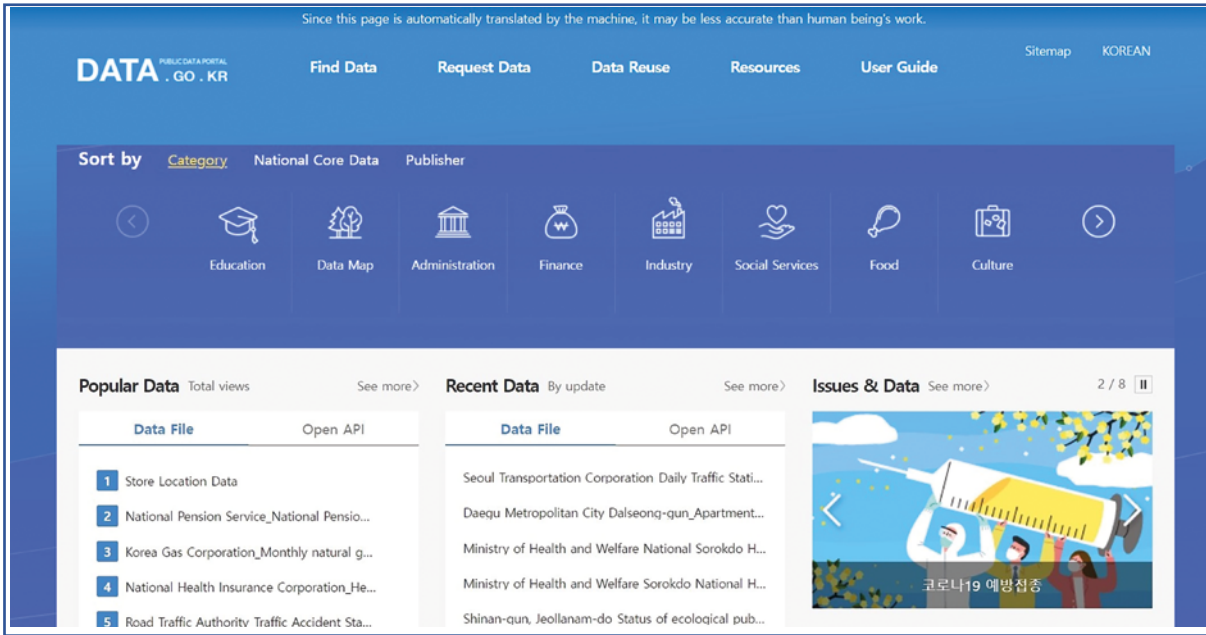 Since this page is automatically translated by the machine, it may be less accurate than human being's work.
Sitemap KOREAN
DATA PUBLIC DATA PORTAL . GO . KR
Find Data Request Data Data Reuse Resources User Guide
Sort by Category National Core Data Publisher
Education Data Map Administration Finance Industry Social Services Food Culture
Popular Data Total views See more>
Data File Open API
1 Store Location Data
2 National Pension Service_National Pensio...
3 Korea Gas Corporation_Monthly natural g...
4 National Health Insurance Corporation_He...
5 Road Traffic Authority Traffic Accident Sta...
Recent Data By update See more>
Data File Open API
Seoul Transportation Corporation Daily Traffic Stati...
Daegu Metropolitan City Dalseong-gun_Apartment...
Ministry of Health and Welfare National Sorokdo H...
Ministry of Health and Welfare Sorokdo National H...
Shinan-gun, Jeollanam-do Status of ecological pub...
Issues & Data See more>
2 / 8
코로나19 예방접종